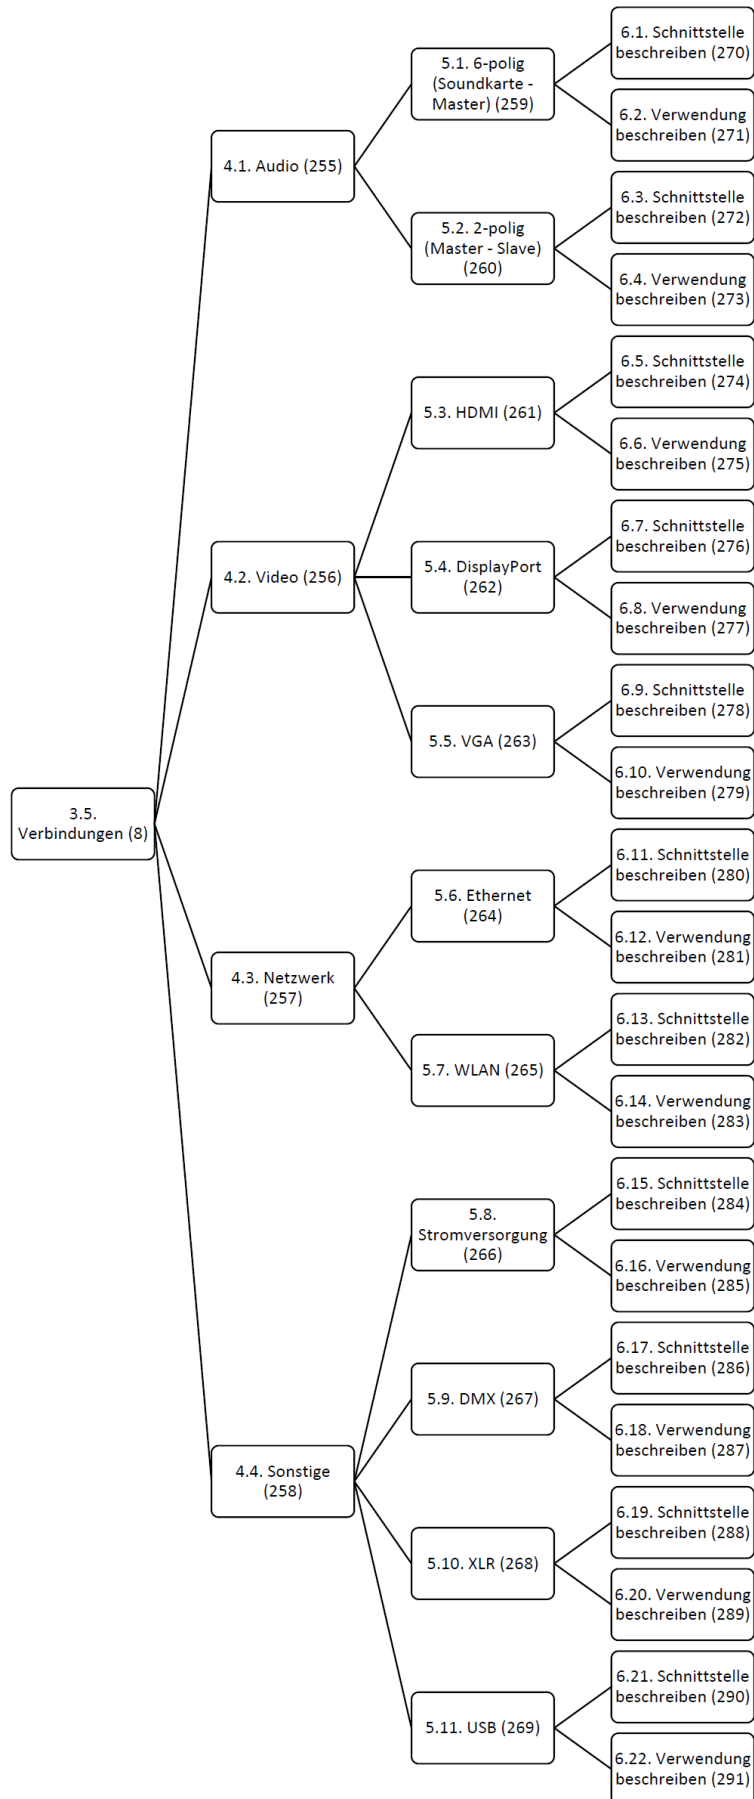 3.5.
Verbindungen (8)
4.1. Audio (255)
5.1. 6-polig
(Soundkarte -
Master) (259)
6.1. Schnittstelle
beschreiben (270)
6.2. Verwendung
beschreiben (271)
5.2. 2-polig
(Master - Slave)
(260)
6.3. Schnittstelle
beschreiben (272)
6.4. Verwendung
beschreiben (273)
4.2. Video (256)
5.3. HDMI (261)
6.5. Schnittstelle
beschreiben (274)
6.6. Verwendung
beschreiben (275)
5.4. DisplayPort
(262)
6.7. Schnittstelle
beschreiben (276)
6.8. Verwendung
beschreiben (277)
5.5. VGA (263)
6.9. Schnittstelle
beschreiben (278)
6.10. Verwendung
beschreiben (279)
4.3. Netzwerk
(257)
5.6. Ethernet
(264)
6.11. Schnittstelle
beschreiben (280)
6.12. Verwendung
beschreiben (281)
5.7. WLAN (265)
6.13. Schnittstelle
beschreiben (282)
6.14. Verwendung
beschreiben (283)
4.4. Sonstige
(258)
5.8.
Stromversorgung
(266)
6.15. Schnittstelle
beschreiben (284)
6.16. Verwendung
beschreiben (285)
5.9. DMX (267)
6.17. Schnittstelle
beschreiben (286)
6.18. Verwendung
beschreiben (287)
5.10. XLR (268)
6.19. Schnittstelle
beschreiben (288)
6.20. Verwendung
beschreiben (289)
5.11. USB (269)
6.21. Schnittstelle
beschreiben (290)
6.22. Verwendung
beschreiben (291)